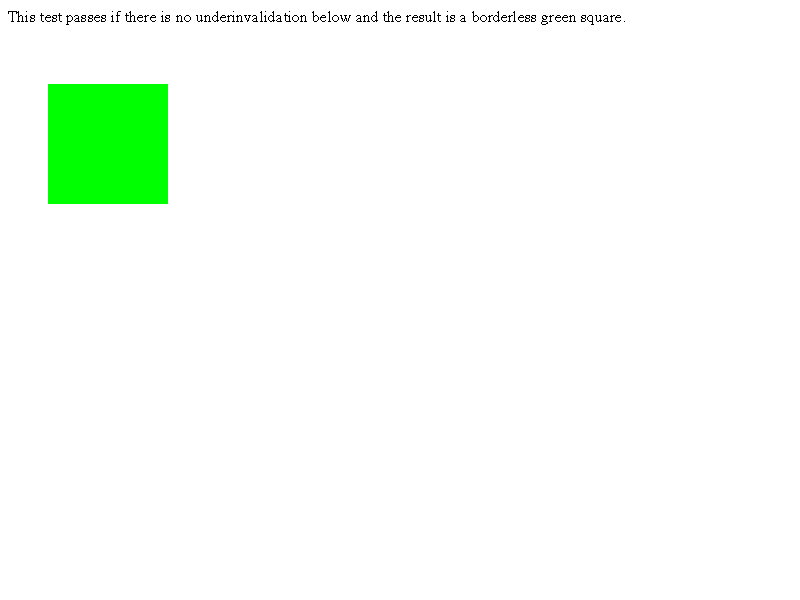 This test passes if there is no underinvalidation below and the result is a borderless green square.